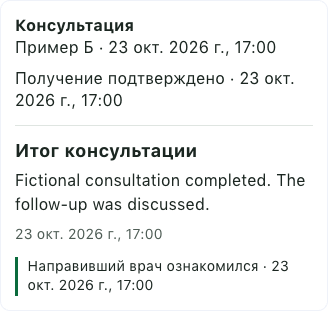 Консультация
Пример Б · 23 окт. 2026 г., 17:00
Получение подтверждено · 23 окт.
2026 г., 17:00
Итог консультации
Fictional consultation completed. The
follow-up was discussed.
23 окт. 2026 г., 17:00
Направивший врач ознакомился · 23
окт. 2026 г., 17:00